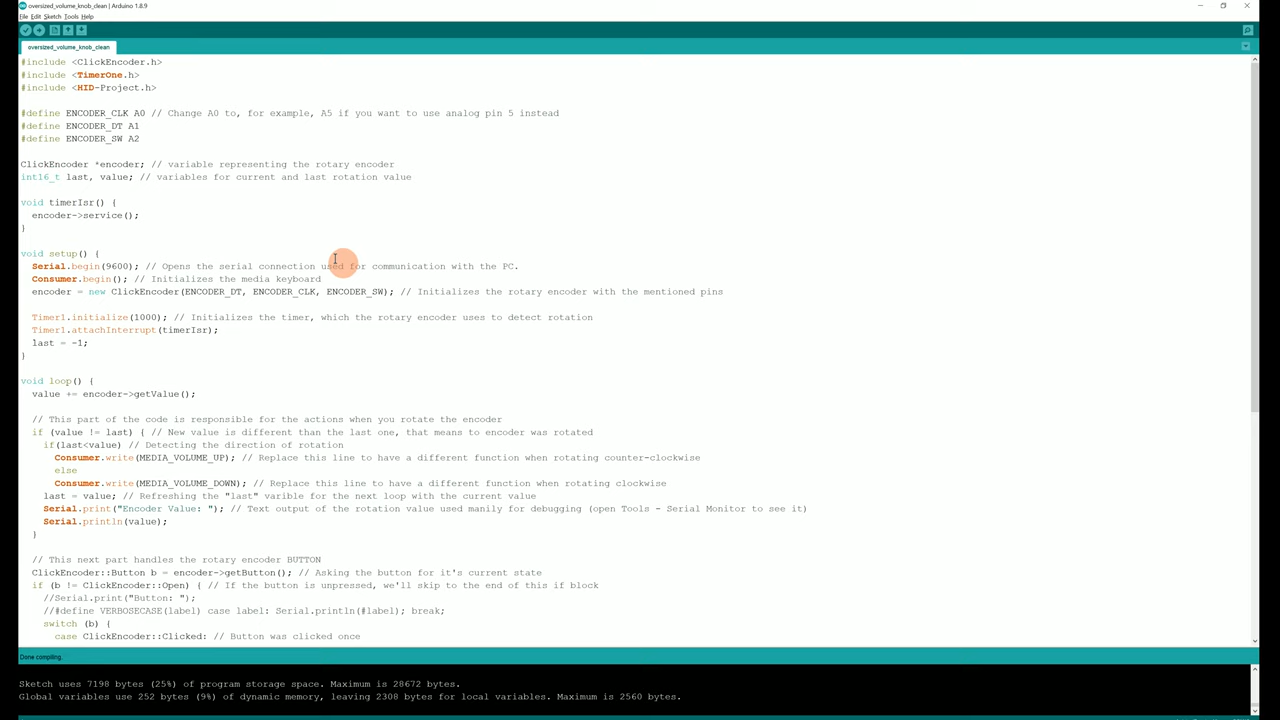 oversized_volume_knob_clean | Arduino 1.8.9
File Edit Sketch Tools Help
oversized_volume_knob_clean
#include <ClickEncoder.h>
#include <TimerOne.h>
#include <HID-Project.h>
#define ENCODER_CLK A0 // Change A0 to, for example, A5 if you want to use analog pin 5 instead
#define ENCODER_DT A1
#define ENCODER_SW A2
ClickEncoder *encoder; // variable representing the rotary encoder
int16_t last, value; // variables for current and last rotation value
void timerIsr() {
encoder->service();
}
void setup() {
Serial.begin(9600); // Opens the serial connection used for communication with the PC.
Consumer.begin(); // Initializes the media keyboard
encoder = new ClickEncoder(ENCODER_DT, ENCODER_CLK, ENCODER_SW); // Initializes the rotary encoder with the mentioned pins
Timer1.initialize(1000); // Initializes the timer, which the rotary encoder uses to detect rotation
Timer1.attachInterrupt(timerIsr);
last = -1;
}
void loop() {
value += encoder->getValue();
// This part of the code is responsible for the actions when you rotate the encoder
if (value != last) { // New value is different than the last one, that means to encoder was rotated
if(last<value) // Detecting the direction of rotation
Consumer.write(MEDIA_VOLUME_UP); // Replace this line to have a different function when rotating counter-clockwise
else
Consumer.write(MEDIA_VOLUME_DOWN); // Replace this line to have a different function when rotating clockwise
last = value; // Refreshing the "last" varible for the next loop with the current value
Serial.print("Encoder Value: "); // Text output of the rotation value used manily for debugging (open Tools - Serial Monitor to see it)
Serial.println(value);
}
// This next part handles the rotary encoder BUTTON
ClickEncoder::Button b = encoder->getButton(); // Asking the button for it's current state
if (b != ClickEncoder::Open) { // If the button is unpressed, we'll skip to the end of this if block
//Serial.print("Button: ");
//#define VERBOSECASE(label) case label: Serial.println(#label); break;
switch (b) {
case ClickEncoder::Clicked: // Button was clicked once
Done compiling.
Sketch uses 7198 bytes (25%) of program storage space. Maximum is 28672 bytes.
Global variables use 252 bytes (9%) of dynamic memory, leaving 2308 bytes for local variables. Maximum is 2560 bytes.